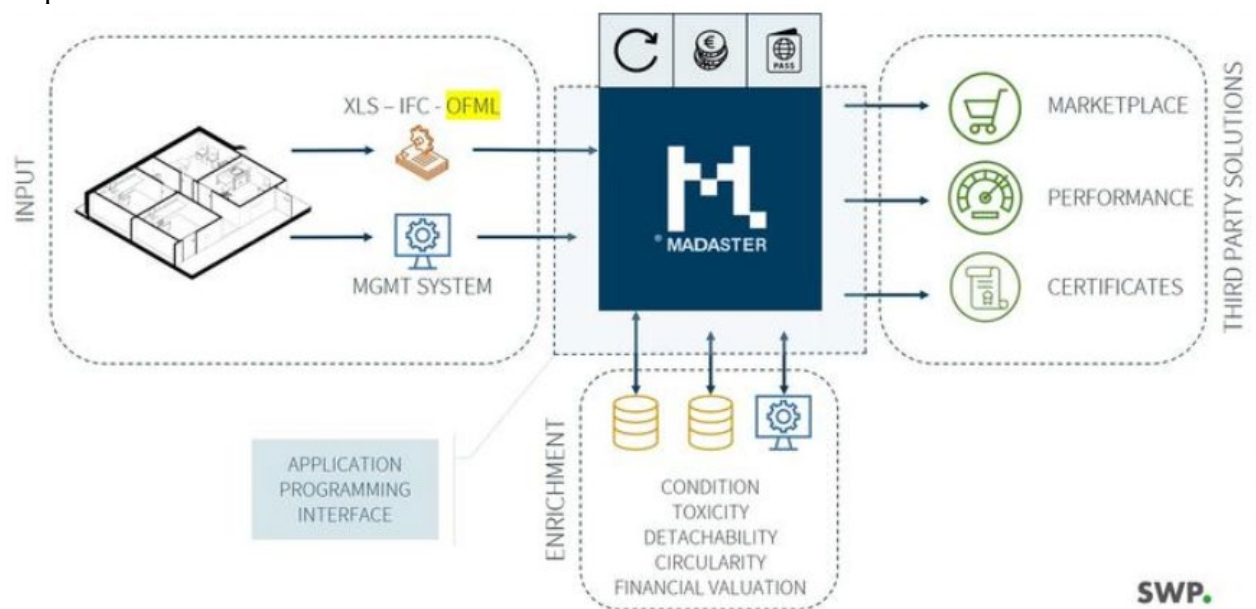 INPUT
XLS – IFC - OFML
MGMT SYSTEM
€
PASS
® MADASTER
MARKETPLACE
PERFORMANCE
CERTIFICATES
THIRD PARTY SOLUTIONS
APPLICATION
PROGRAMMING
INTERFACE
ENRICHMENT
CONDITION
TOXICITY
DETACHABILITY
CIRCULARITY
FINANCIAL VALUATION
SWP.